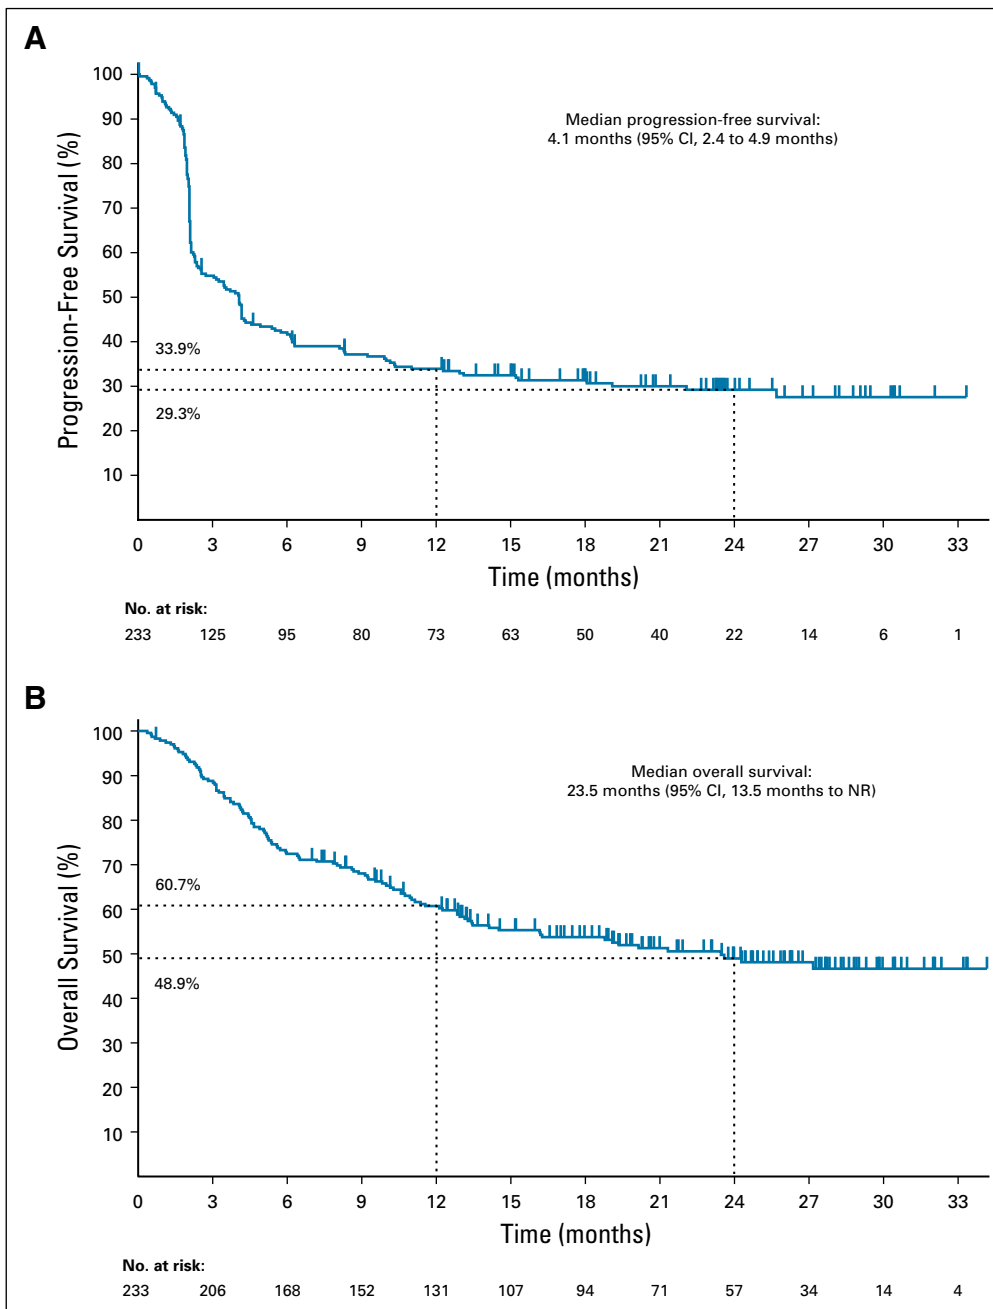 A
Median progression-free survival:
4.1 months (95% CI, 2.4 to 4.9 months)
Progression-Free Survival (%)
100
90
80
70
60
50
40
30
20
10
33.9%
29.3%
0 3 6 9 12 15 18 21 24 27 30 33
Time (months)
No. at risk:
233 125 95 80 73 63 50 40 22 14 6 1
B
Median overall survival:
23.5 months (95% CI, 13.5 months to NR)
Overall Survival (%)
100
90
80
70
60
50
40
30
20
10
60.7%
48.9%
0 3 6 9 12 15 18 21 24 27 30 33
Time (months)
No. at risk:
233 206 168 152 131 107 94 71 57 34 14 4